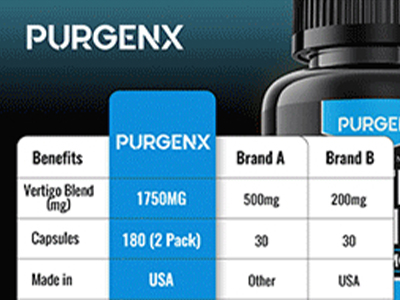 PURGENX
PURGE
PURGENX
Benefits
Brand A
Brand B
Vertigo Blend
(mg)
1750MG
500mg
200mg
Capsules
180 (2 Pack)
30
30
Made in
USA
Other
USA